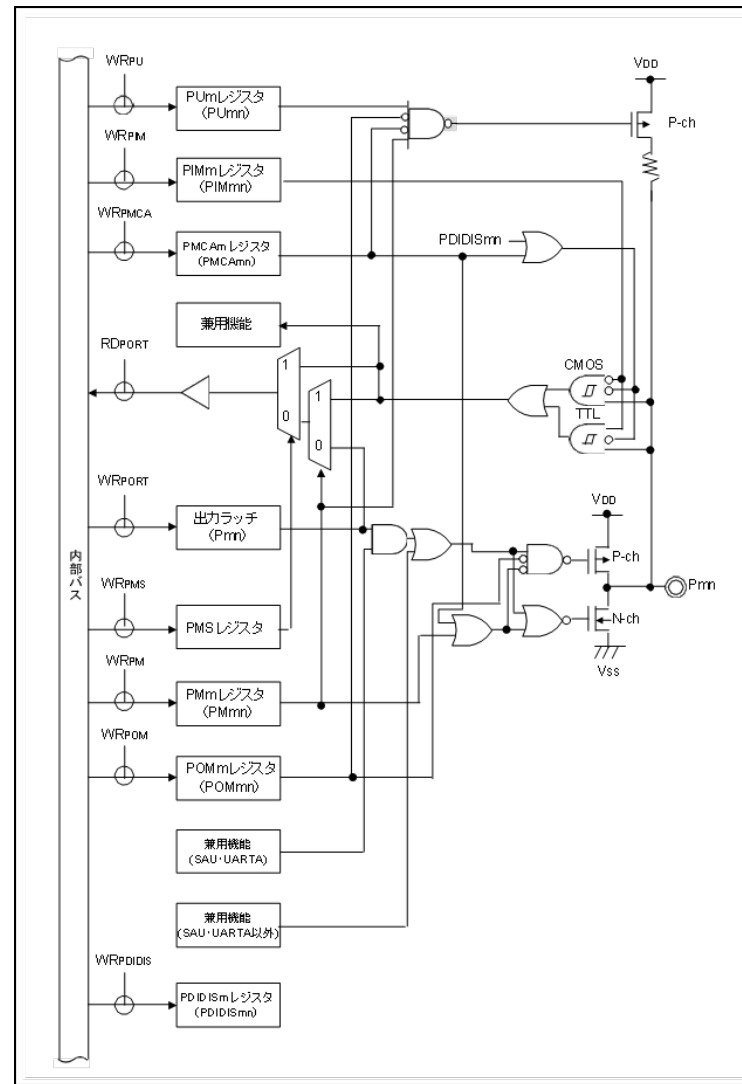 WRPU
PUmレジスタ
(PUmn)
VDD
P-ch
WRPIM
PIMmレジスタ
(PIMmn)
WRPMCA
PMCAmレジスタ
(PMCAmn)
PDIDISmn
兼用機能
RDPORT
1
0
1
0
CMOS
TTL
WRPORT
出力ラッチ
(Pmn)
VDD
P-ch
Pmn
N-ch
VSS
内部バス
WRPMS
PMSレジスタ
WRPM
PMmレジスタ
(PMmn)
WRPOM
POMmレジスタ
(POMmn)
兼用機能
(SAU・UARTA)
兼用機能
(SAU・UARTA以外)
WRPDIDIS
PDIDISmレジスタ
(PDIDISmn)